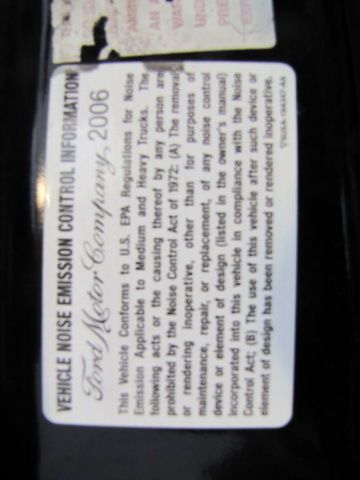 VEHICLE NOISE EMISSION CONTROL INFORMATION
Ford Motor Company, 2006
This Vehicle Conforms to U.S. EPA Regulations for Noise
Emission Applicable to Medium and Heavy Trucks. The
following acts or the causing thereof by any person are
prohibited by the Noise Control Act of 1972: (A) The removal
or rendering inoperative, other than for purposes of
maintenance, repair, or replacement, of any noise control
device or element of design (listed in the owner's manual)
incorporated into this vehicle in compliance with the Noise
Control Act; (B) The use of this vehicle after such device or
element of design has been removed or rendered inoperative.
AN A